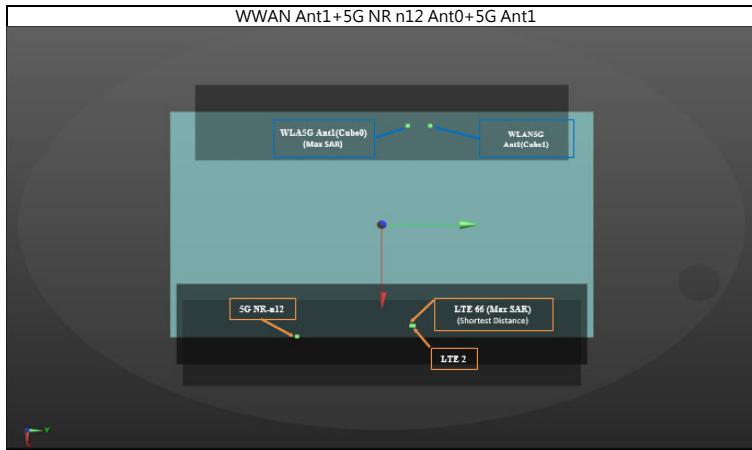 WWAN Ant1+5G NR n12 Ant0+5G Ant1
WLA5G Ant1(Cube0)
(Max SAR)
WLAN5G
Ant1(Cube1)
5G NR-n12
LTE 66 (Max SAR)
(Shortest Distance)
LTE 2
Y